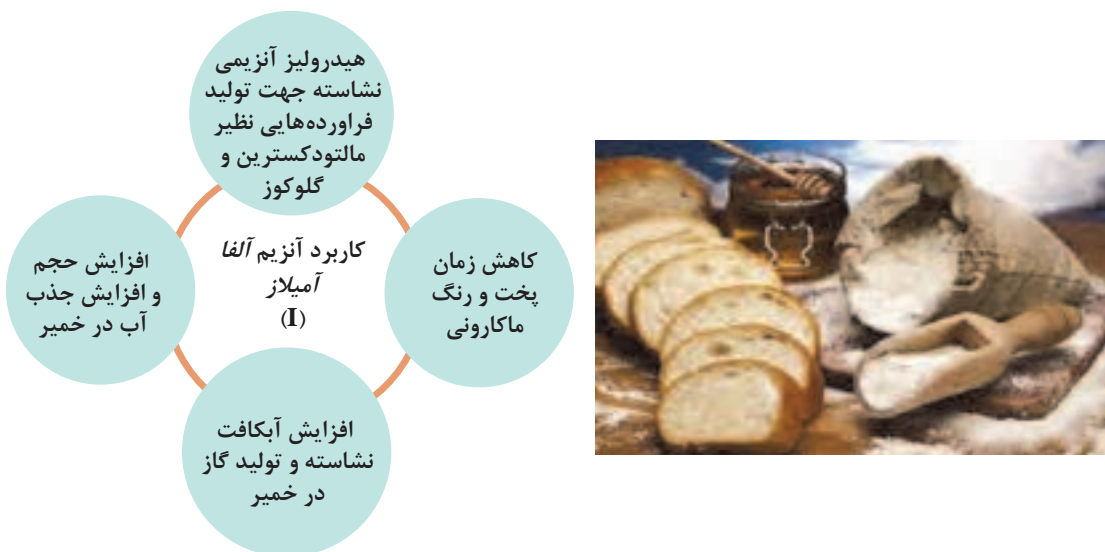 هیدرولیز آنزیمی
نشاسته جهت تولید
فراورده‌هایی نظیر
مالتودکسترین و
گلوکوز
کاربرد آنزیم آلفا
آمیلاز
(I)
کاهش زمان
پخت و رنگ
ماکارونی
افزایش حجم
و افزایش جذب
آب در خمیر
افزایش آبکافت
نشاسته و تولید گاز
در خمیر